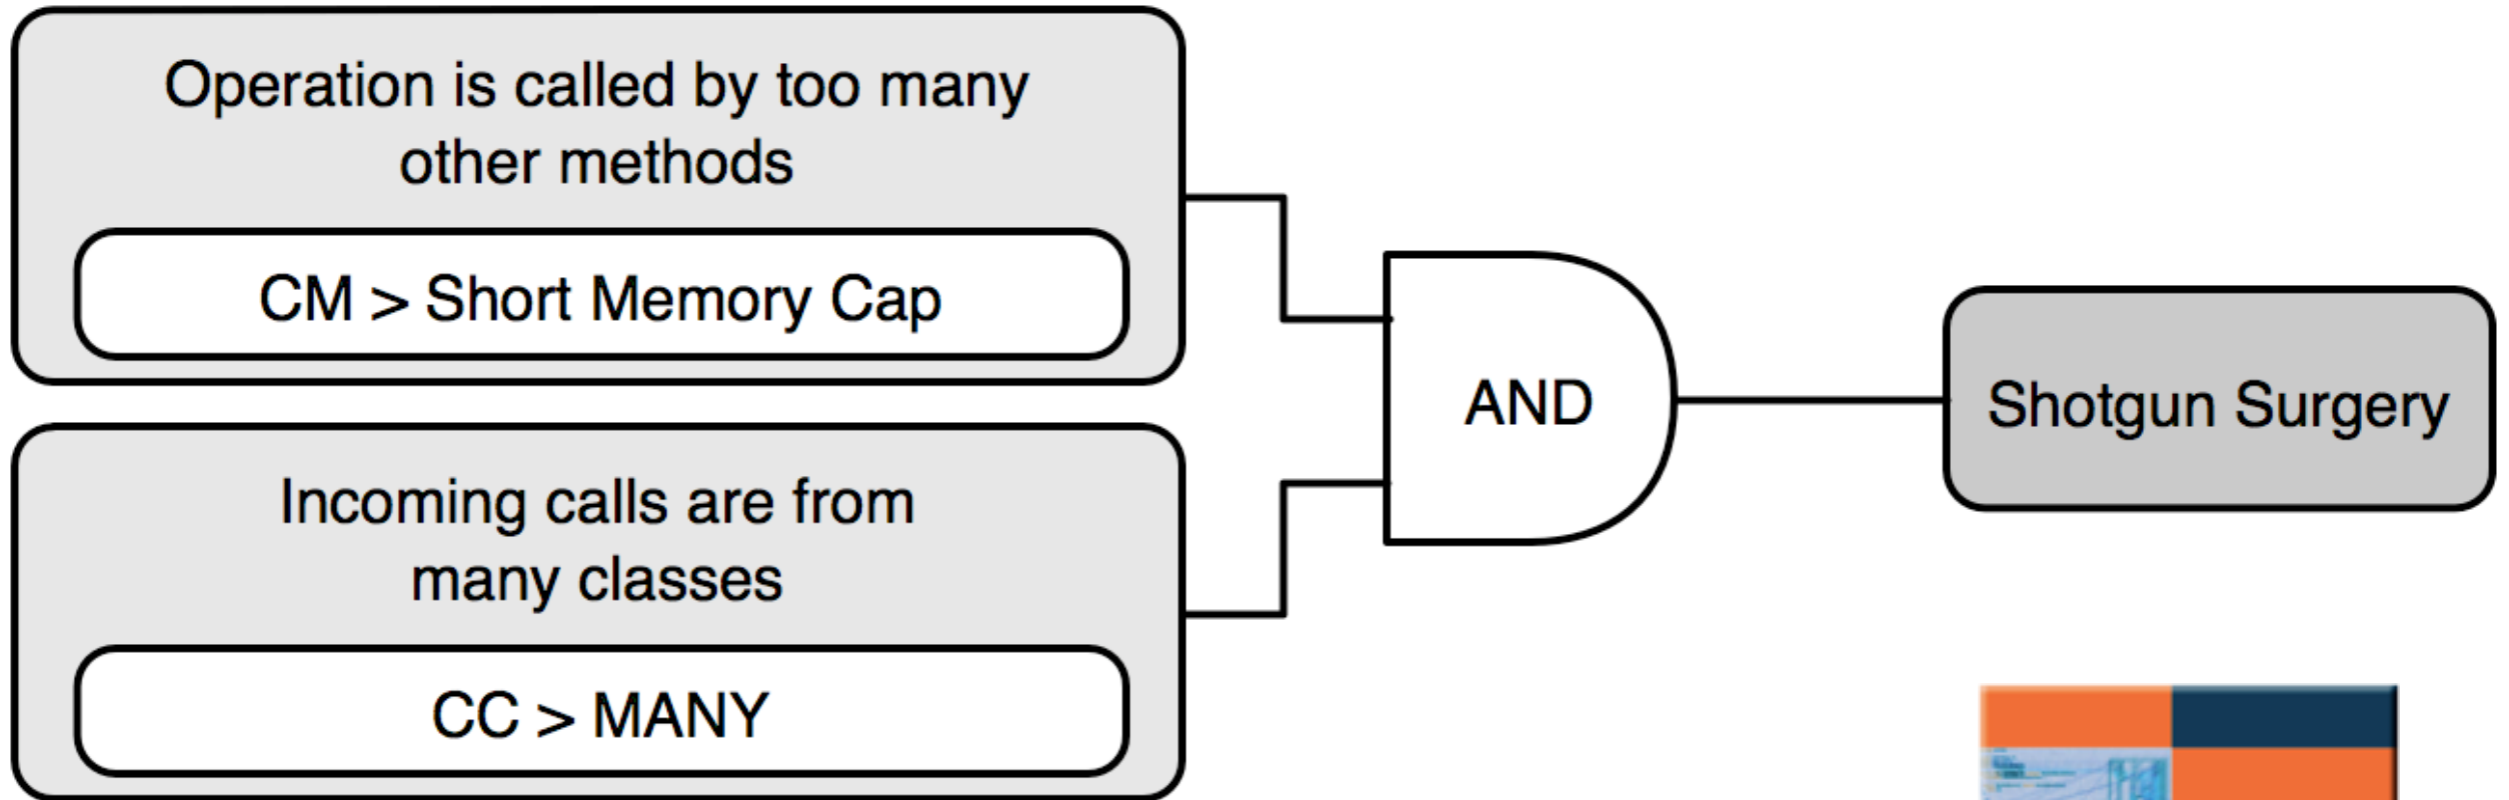 Operation is called by too many
other methods
CM > Short Memory Cap
Incoming calls are from
many classes
CC > MANY
AND
Shotgun Surgery